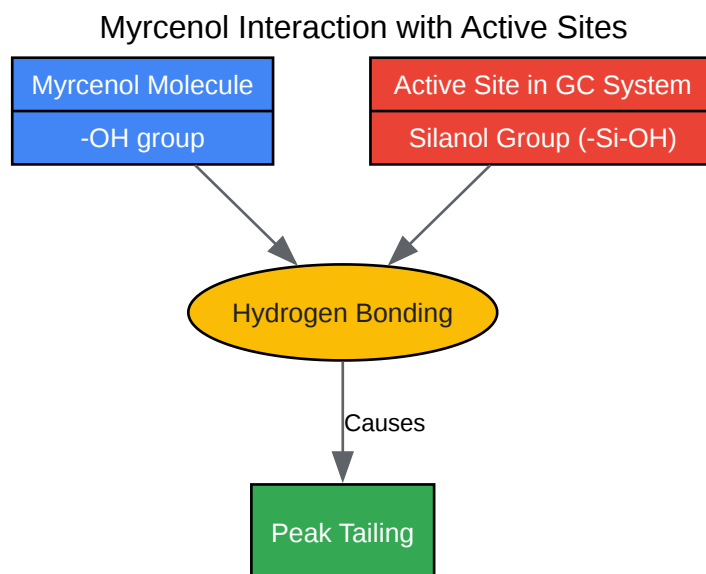 Myrcenol Interaction with Active Sites
Myrcenol Molecule
-OH group
Active Site in GC System
Silanol Group (-Si-OH)
Hydrogen Bonding
Causes
Peak Tailing